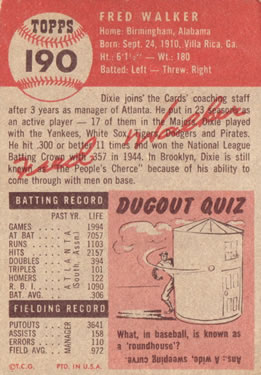 TOPPS
190
FRED WALKER
Home: Birmingham, Alabama
Born: Sept. 24, 1910, Villa Rica, Ga.
Ht.: 6'1½" — Wt.: 180
Batted: Left — Threw: Right
Dixie joins the Cards' coaching staff
after 3 years as manager of Atlanta. He put in 23 seasons as
an active player — 17 of them in the Majors. Dixie played
with the Yankees, White Sox, Tigers, Dodgers and Pirates.
He hit .300 or better 11 times and won the National League
Batting Crown with .357 in 1944. In Brooklyn, Dixie is still
known as "The People's Cherce" because of his ability to
come through with men on base.
Fred Walker
BATTING RECORD
PAST YR. LIFE
GAMES 1994
AT BAT 7057
RUNS 1103
HITS 2157
DOUBLES 394
TRIPLES 101
HOMERS 122
R. B. I. 1090
BAT. AVG. .306
MANAGER
ATLANTA
(South. Assn.)
FIELDING RECORD
PUTOUTS 3641
ASSISTS 158
ERRORS 110
FIELD AVG. .972
©T.C.G. PTD. IN U.S.A.
DUGOUT QUIZ
What, in baseball, is known as
a 'roundhouse'?
Ans: A wide, sweeping curve.